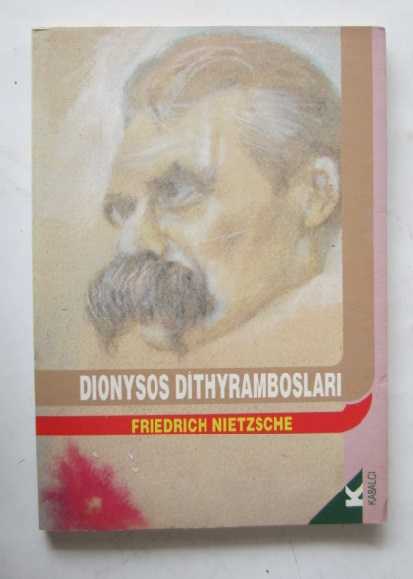 DIONYSOS DİTHYRAMBOSLARI
FRIEDRICH NIETZSCHE
K
KABALCI